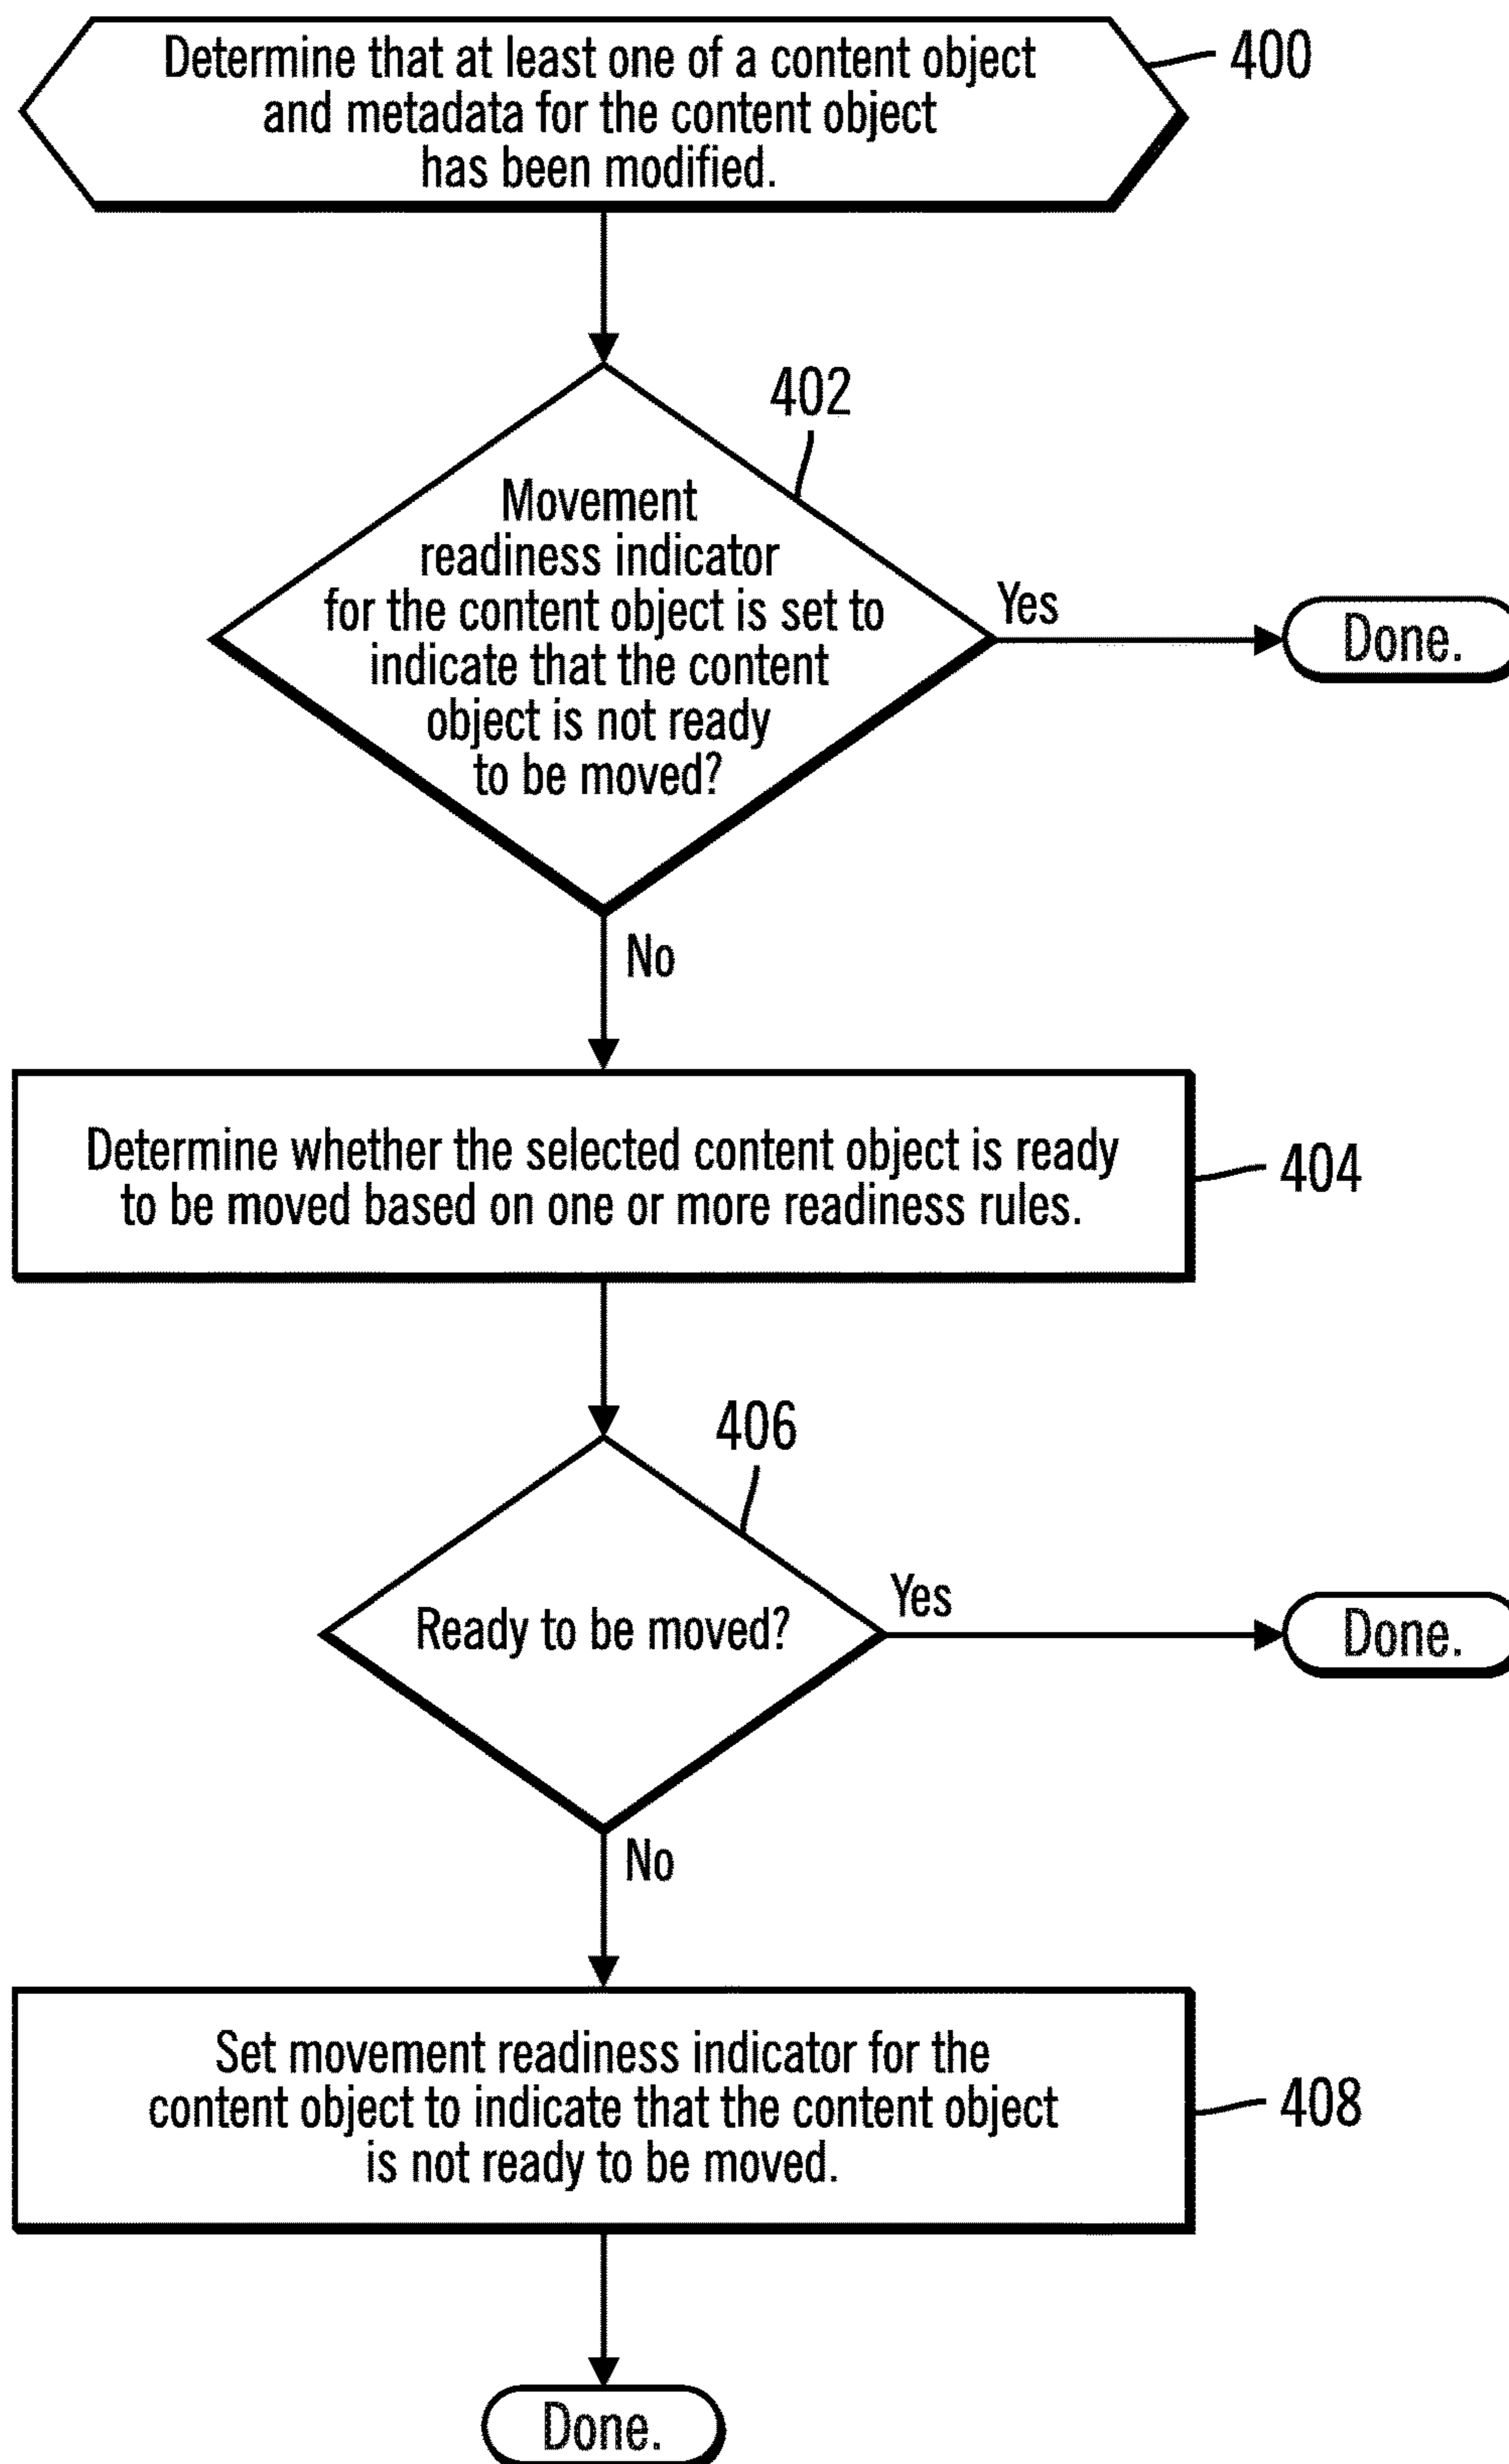 Determine that at least one of a content object
and metadata for the content object
has been modified.
400
402
Movement
readiness indicator
for the content object is set to
indicate that the content
object is not ready
to be moved?
Yes
Done.
No
Determine whether the selected content object is ready
to be moved based on one or more readiness rules.
404
406
Ready to be moved?
Yes
Done.
No
Set movement readiness indicator for the
content object to indicate that the content object
is not ready to be moved.
408
Done.